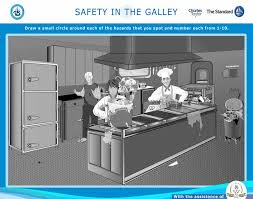 SAFETY IN THE GALLEY
The Standard
Draw a small circle around each of the hazards that you spot and number each from 1-10.
With the assistance of